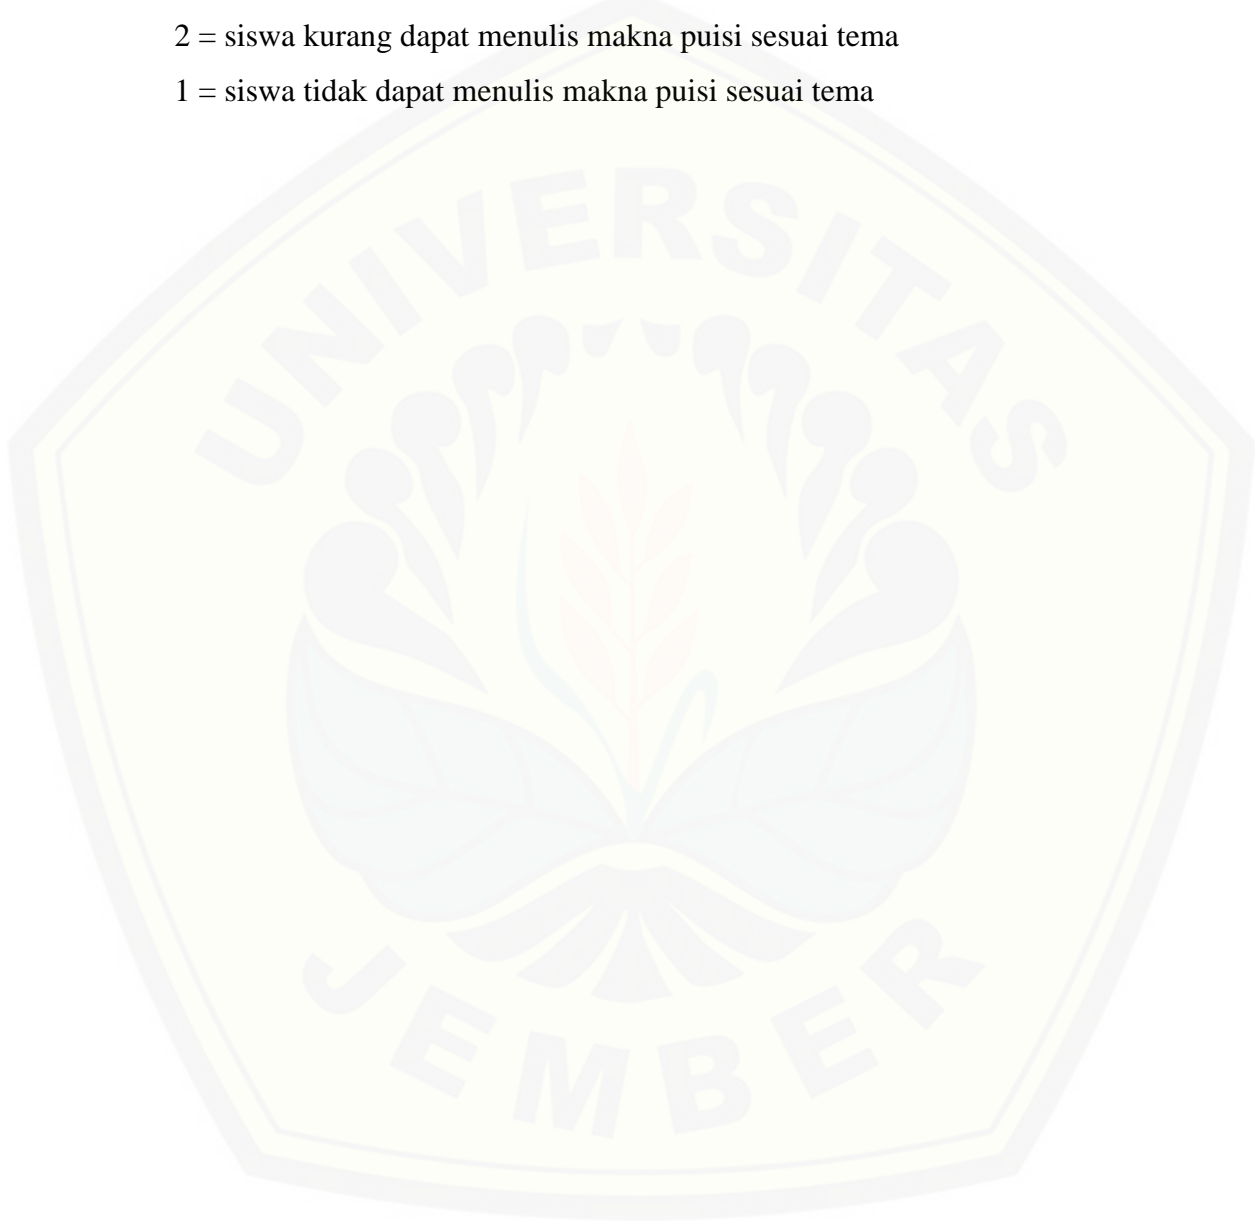 2 = siswa kurang dapat menulis makna puisi sesuai tema
1 = siswa tidak dapat menulis makna puisi sesuai tema
UNIVERSITAS
JEMBER